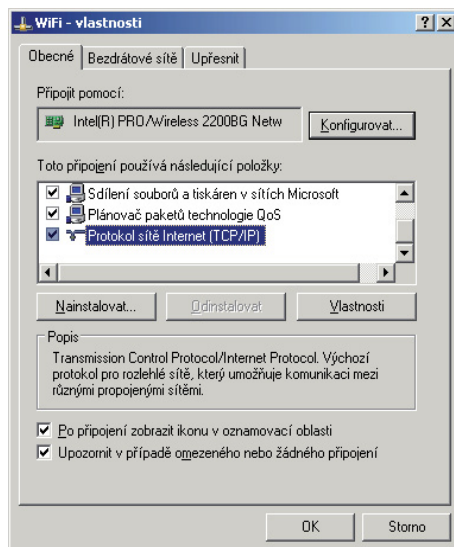 WiFi - vlastnosti
Obecné Bezdrátové sítě Upřesnit
Připojit pomocí:
Intel(R) PRO/Wireless 2200BG Netw Konfigurovat...
Toto připojení používá následující položky:
Sdílení souborů a tiskáren v sítích Microsoft
Plánovač paketů technologie QoS
Protokol sítě Internet (TCP/IP)
Nainstalovat... Odinstalovat Vlastnosti
Popis
Transmission Control Protocol/Internet Protocol. Výchozí
protokol pro rozlehlé sítě, který umožňuje komunikaci mezi
různými propojenými sítěmi.
Po připojení zobrazit ikonu v oznamovací oblasti
Upozornit v případě omezeného nebo žádného připojení
OK Storno